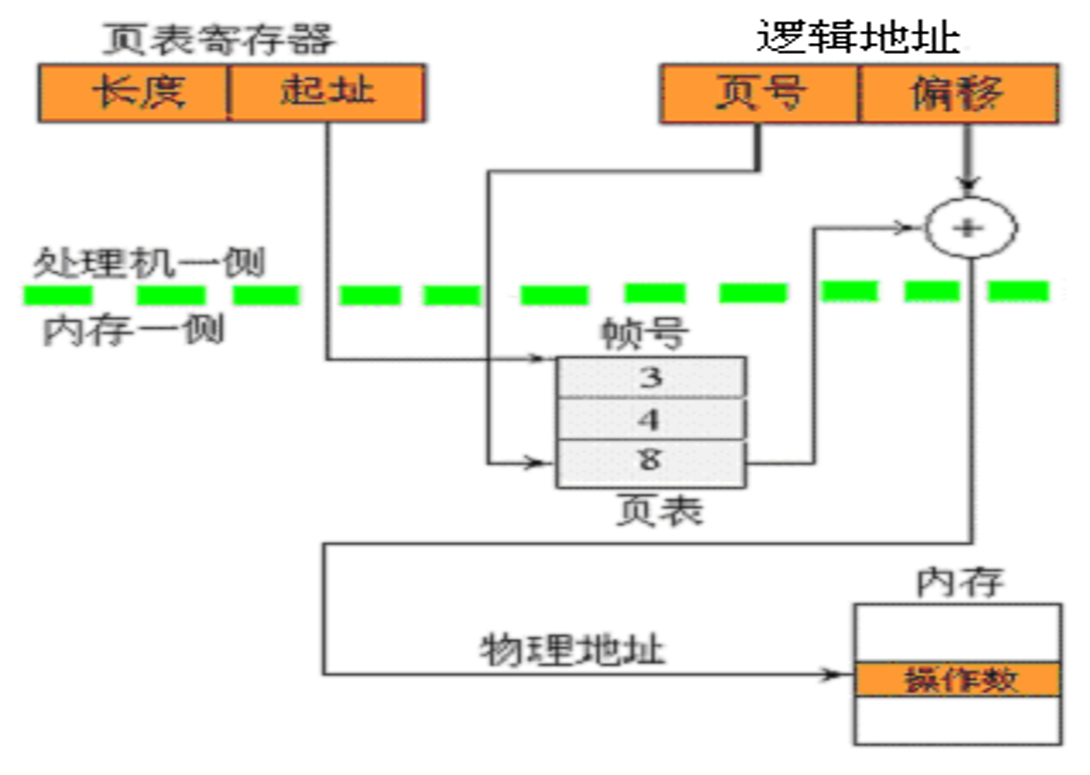 页表寄存器
逻辑地址
长度 起址
页号 偏移
+
处理机一侧
内存一侧
帧号
3
4
8
页表
内存
物理地址
操作数